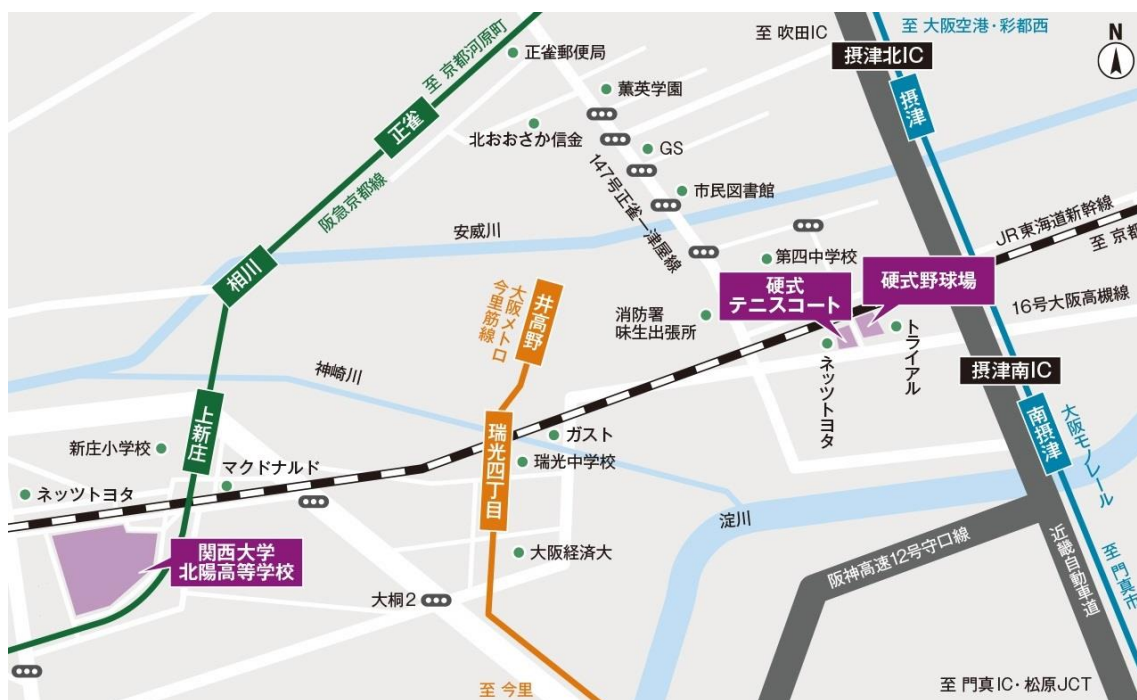 至 吹田IC
至 大阪空港・彩都西
N
正雀郵便局
摂津北IC
至 京都河原町
薫英学園
摂津
正雀
北おおさか信金
GS
阪急京都線
147号正雀一津屋線
市民図書館
安威川
JR東海道新幹線
至 京都
第四中学校
相川
硬式
テニスコート
硬式野球場
井高野
大阪メトロ
今里筋線
消防署
味生出張所
16号大阪高槻線
トライアル
ネッツトヨタ
神崎川
摂津南IC
上新庄
南摂津
大阪モノレール
新庄小学校
瑞光四丁目
ガスト
マクドナルド
瑞光中学校
ネッツトヨタ
淀川
関西大学
北陽高等学校
大阪経済大
阪神高速12号守口線
近畿自動車道
至 門真市
大桐2
至 今里
至 門真IC・松原JCT